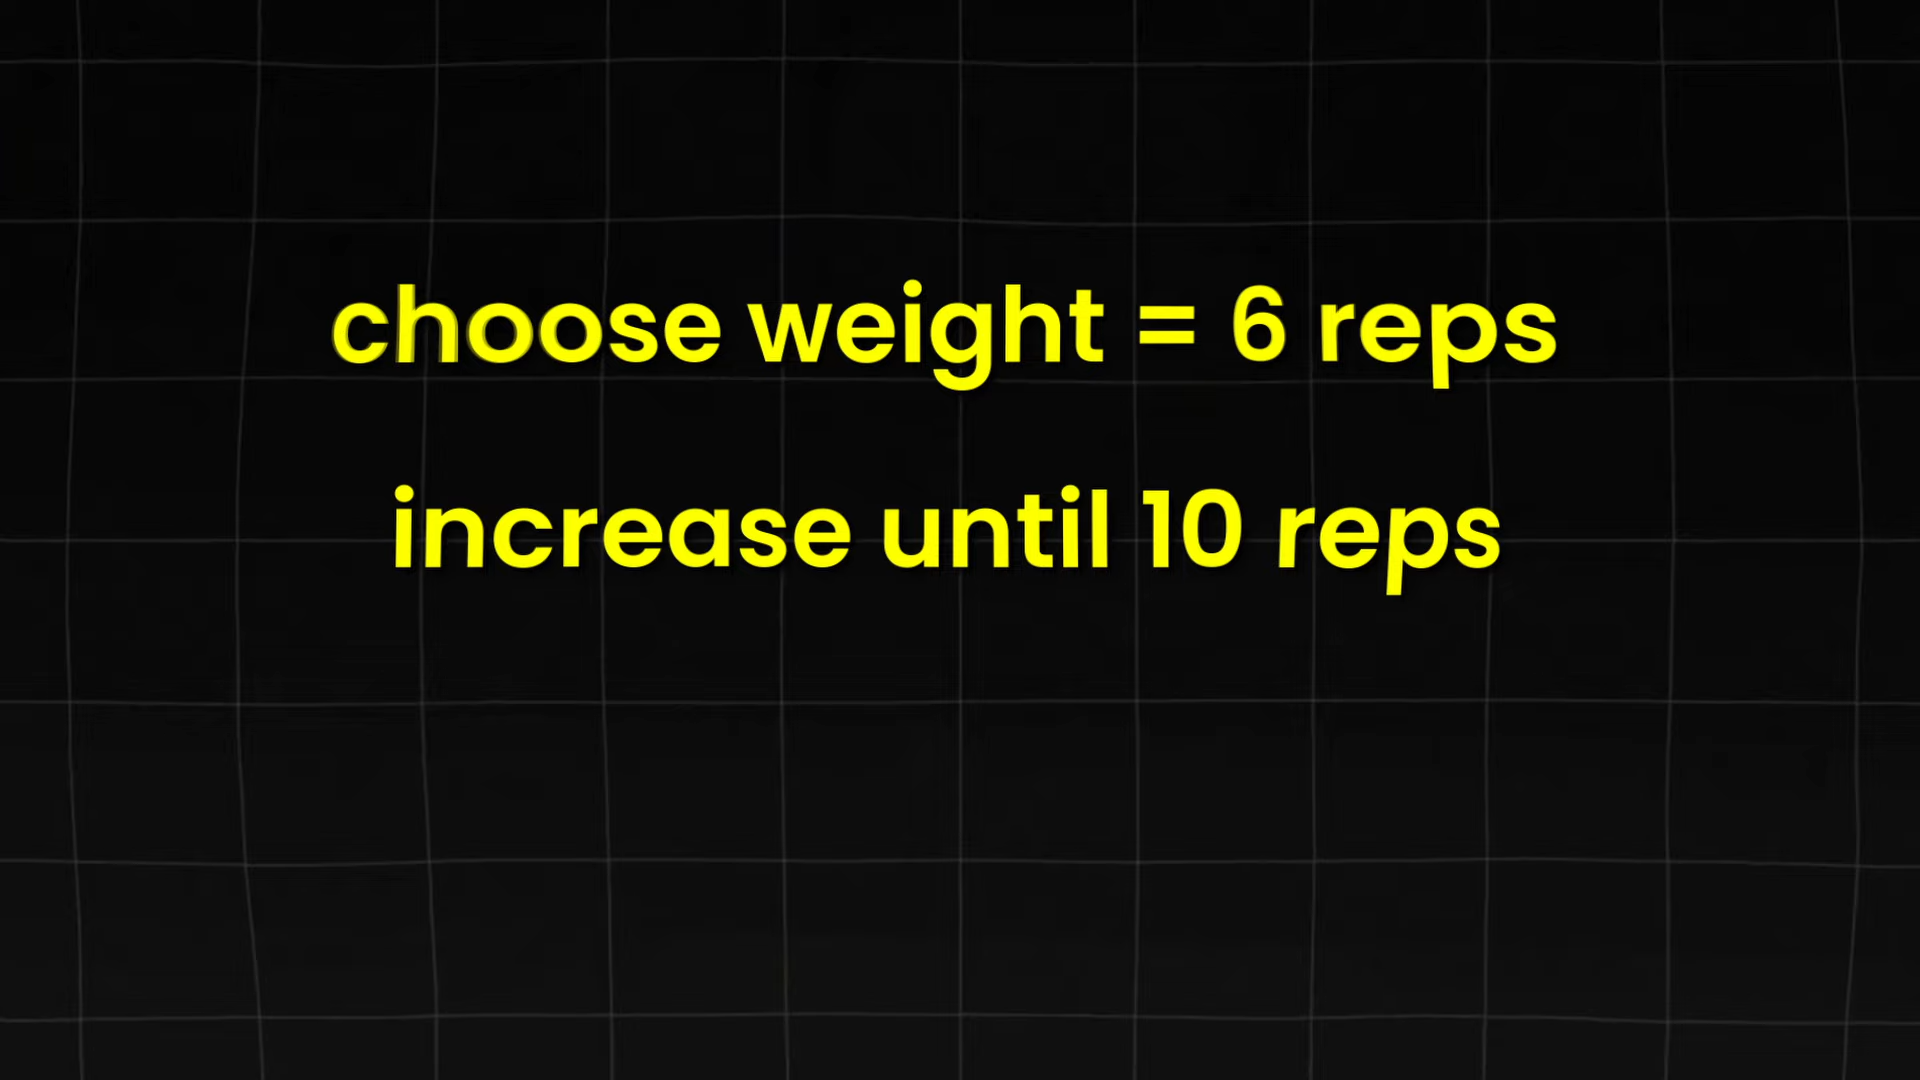 choose weight = 6 reps
increase until 10 reps